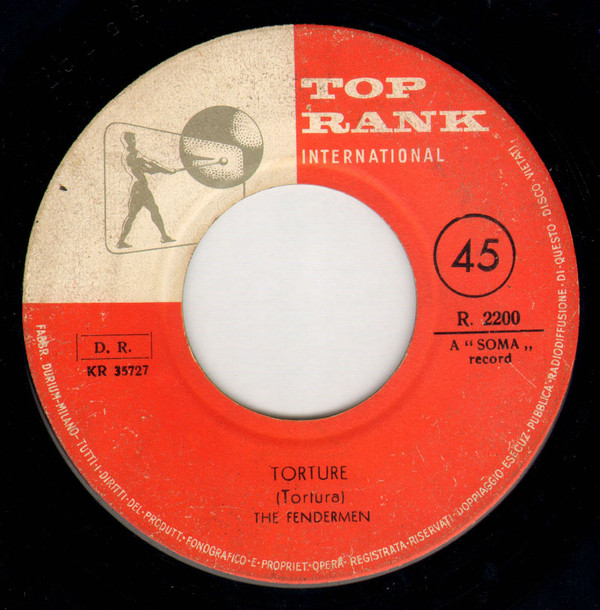 TOP
RANK
INTERNATIONAL
45
R. 2200
A “ SOMA „
record
D. R.
KR 35727
TORTURE
(Tortura)
THE FENDERMEN
FABBR. DURIUM-MILANO-TUTTI·I·DIRITTI·DEL·PRODUTT·FONOGRAFICO·E·PROPRIET·OPERA·REGISTRATA·RISERVATI·DOPPIAGGIO·ESECUZ·PUBBLICA·RADIODIFFUSIONE·DI·QUESTO·DISCO·VIETATI